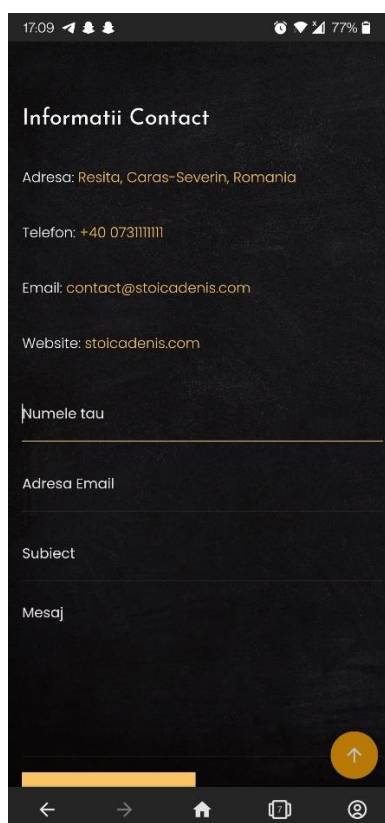 17:09
77%
Informatii Contact
Adresa: Resita, Caras-Severin, Romania
Telefon: +40 0731111111
Email: contact@stoicadenis.com
Website: stoicadenis.com
Numele tau
Adresa Email
Subiect
Mesaj
7